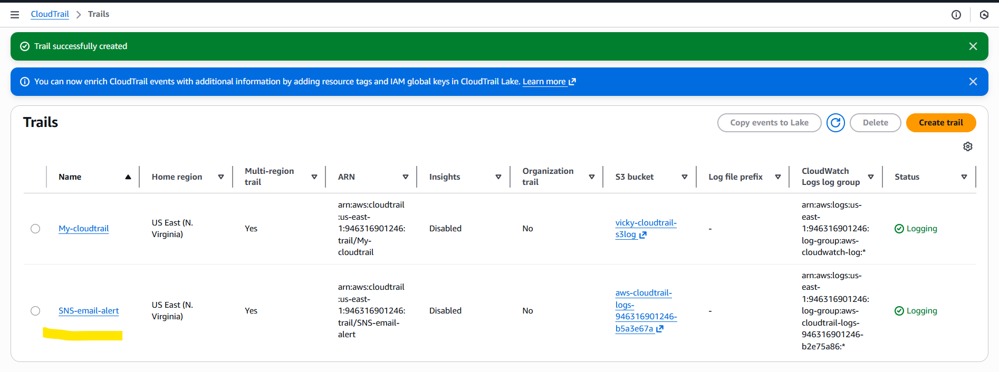 CloudTrail > Trails
Trail successfully created
You can now enrich CloudTrail events with additional information by adding resource tags and IAM global keys in CloudTrail Lake. Learn more
Trails
Copy events to Lake
Delete
Create trail
Name
Home region
Multi-region
trail
ARN
Insights
Organization
trail
S3 bucket
Log file prefix
CloudWatch
Logs log group
Status
My-cloudtrail
US East (N.
Virginia)
Yes
arn:aws:cloudtrail
:us-east-
1:946316901246:
trail/My-
cloudtrail
Disabled
No
vicky-cloudtrail-
s3log
-
arn:aws:logs:us-
east-
1:946316901246:
log-group:aws-
cloudwatch-log:*
Logging
SNS-email-alert
US East (N.
Virginia)
Yes
arn:aws:cloudtrail
:us-east-
1:946316901246:
trail/SNS-email-
alert
Disabled
No
aws-cloudtrail-
logs-
946316901246-
b5a3e67a
-
arn:aws:logs:us-
east-
1:946316901246:
log-group:aws-
cloudtrail-logs-
946316901246-
b2e75a86:*
Logging